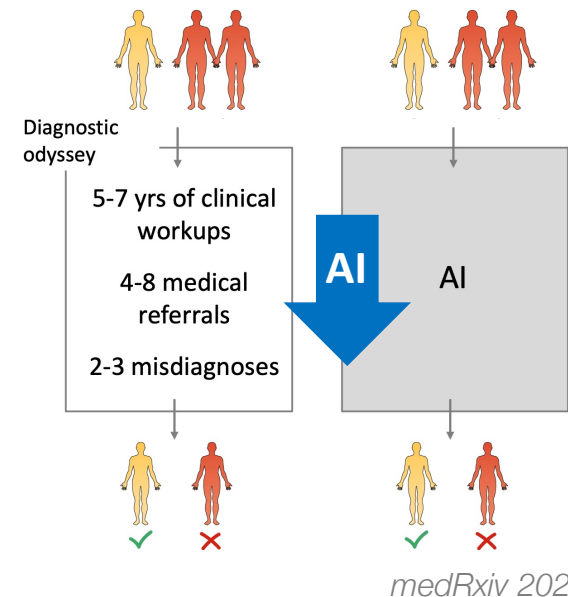 Diagnostic
odyssey
5-7 yrs of clinical
workups
4-8 medical
referrals
2-3 misdiagnoses
AI
AI
medRxiv 202